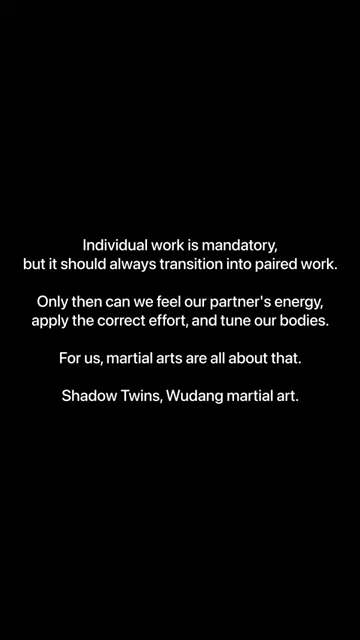 Individual work is mandatory,
but it should always transition into paired work.
Only then can we feel our partner's energy,
apply the correct effort, and tune our bodies.
For us, martial arts are all about that.
Shadow Twins, Wudang martial art.